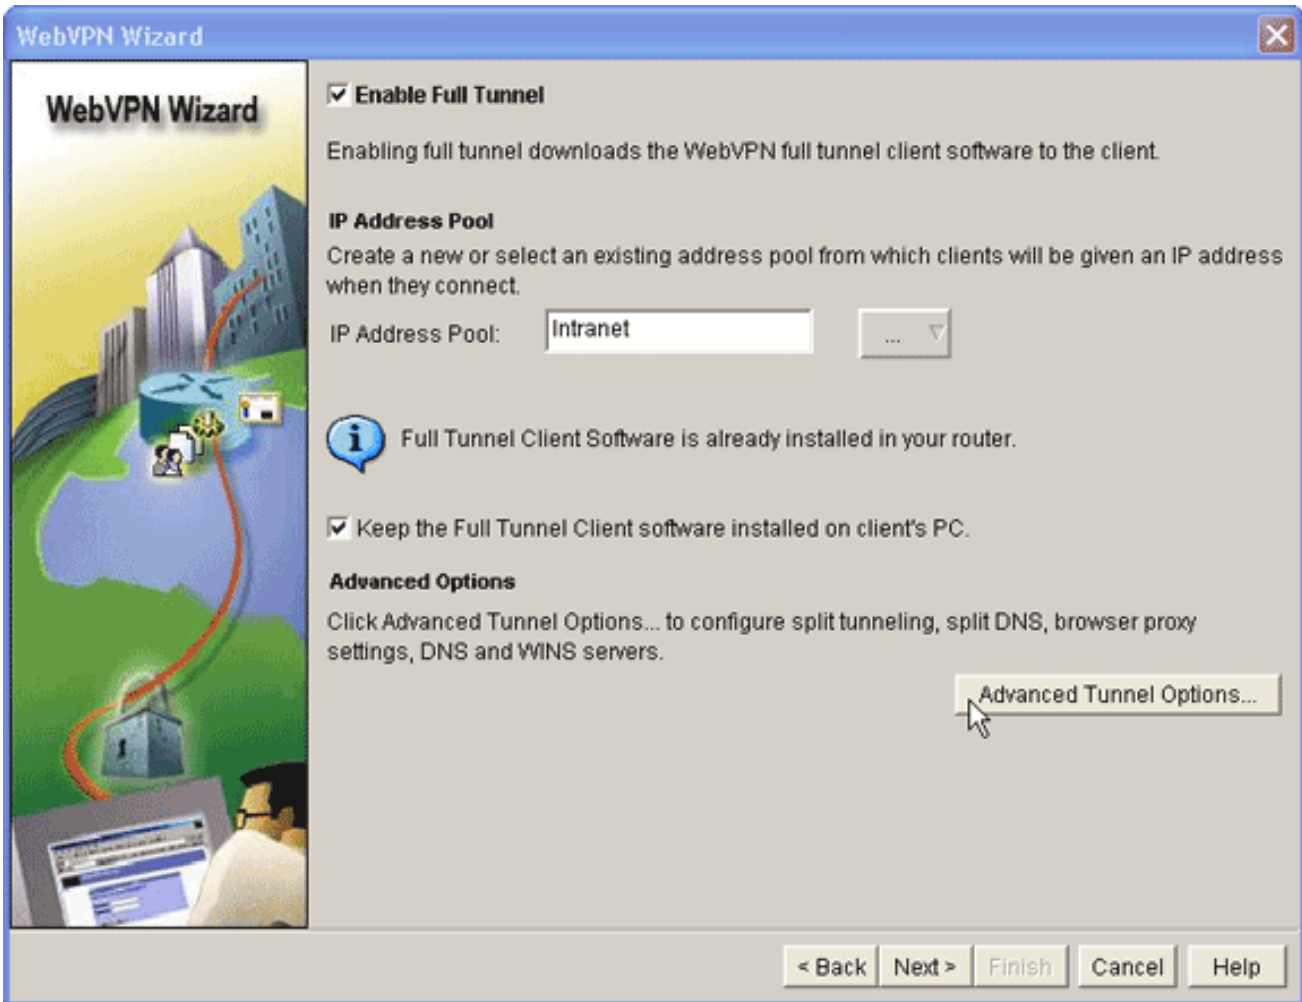 WebVPN Wizard
WebVPN Wizard
Enable Full Tunnel
Enabling full tunnel downloads the WebVPN full tunnel client software to the client.
IP Address Pool
Create a new or select an existing address pool from which clients will be given an IP address
when they connect.
IP Address Pool:
Intranet
...
Full Tunnel Client Software is already installed in your router.
Keep the Full Tunnel Client software installed on client's PC.
Advanced Options
Click Advanced Tunnel Options... to configure split tunneling, split DNS, browser proxy
settings, DNS and WINS servers.
Advanced Tunnel Options...
< Back
Next >
Finish
Cancel
Help